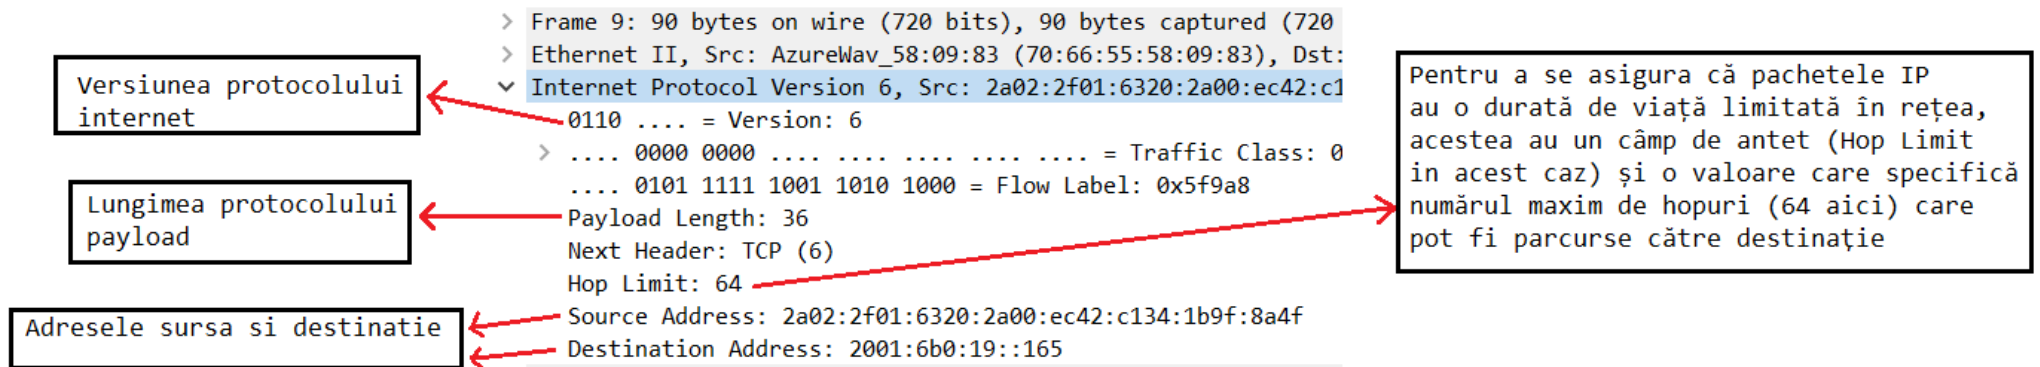 Frame 9: 90 bytes on wire (720 bits), 90 bytes captured (720
Ethernet II, Src: AzureWav_58:09:83 (70:66:55:58:09:83), Dst:
Internet Protocol Version 6, Src: 2a02:2f01:6320:2a00:ec42:c1
0110 .... = Version: 6
.... 0000 0000 .... .... .... .... .... = Traffic Class: 0
.... 0101 1111 1001 1010 1000 = Flow Label: 0x5f9a8
Payload Length: 36
Next Header: TCP (6)
Hop Limit: 64
Source Address: 2a02:2f01:6320:2a00:ec42:c134:1b9f:8a4f
Destination Address: 2001:6b0:19::165
Versiunea protocolului
internet
Lungimea protocolului
payload
Adresele sursa si destinatie
Pentru a se asigura că pachetele IP
au o durată de viață limitată în rețea,
acestea au un câmp de antet (Hop Limit
in acest caz) și o valoare care specifică
numărul maxim de hopuri (64 aici) care
pot fi parcurse către destinație